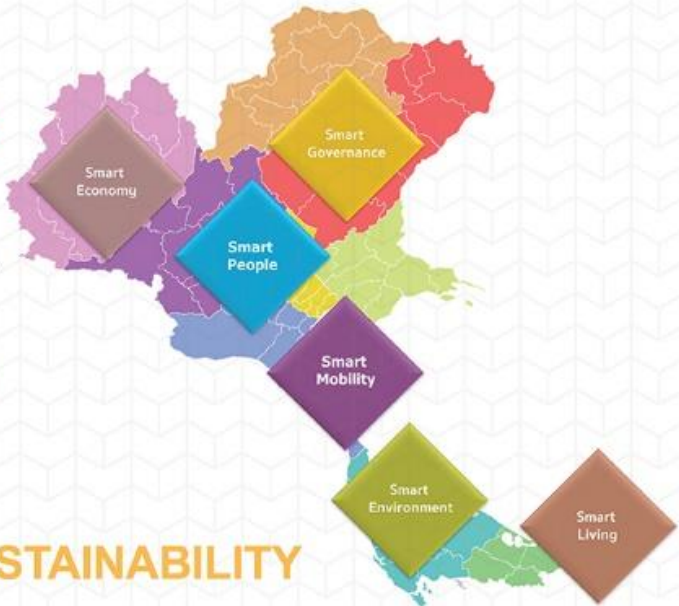 Smart
Governance
Smart
Economy
Smart
People
Smart
Mobility
Smart
Environment
Smart
Living
STAINABILITY